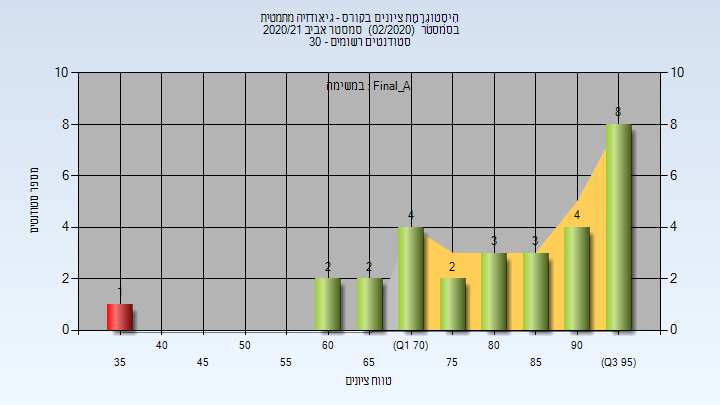 היסטוגרמת ציונים בקורס - גיאודזיה מתמטית
בסמסטר (02/2020) סמסטר אביב 2020/21
סטודנטים רשומים - 30
במשימה : Final_A
מספר סטודנטים
10 10
8 8
6 6
4 4
2 2
0 0
1 2 2 4 2 3 3 4 8
40 50 60 (Q1 70) 80 90
35 45 55 65 75 85 (Q3 95)
טווח ציונים